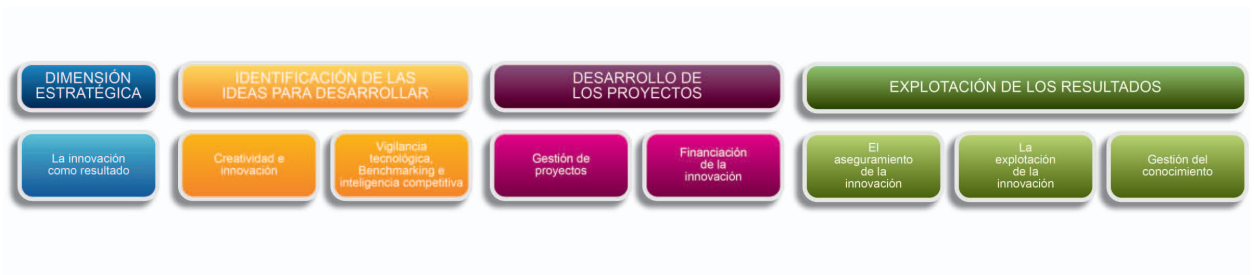 DIMENSIÓN
ESTRATÉGICA
IDENTIFICACIÓN DE LAS
IDEAS PARA DESARROLLAR
DESARROLLO DE
LOS PROYECTOS
EXPLOTACIÓN DE LOS RESULTADOS
La innovación
como resultado
Creatividad e
innovación
Vigilancia
tecnológica,
Benchmarking e
inteligencia competitiva
Gestión de
proyectos
Financiación
de la
innovación
El
aseguramiento
de la
innovación
La
explotación
de la
innovación
Gestión del
conocimiento